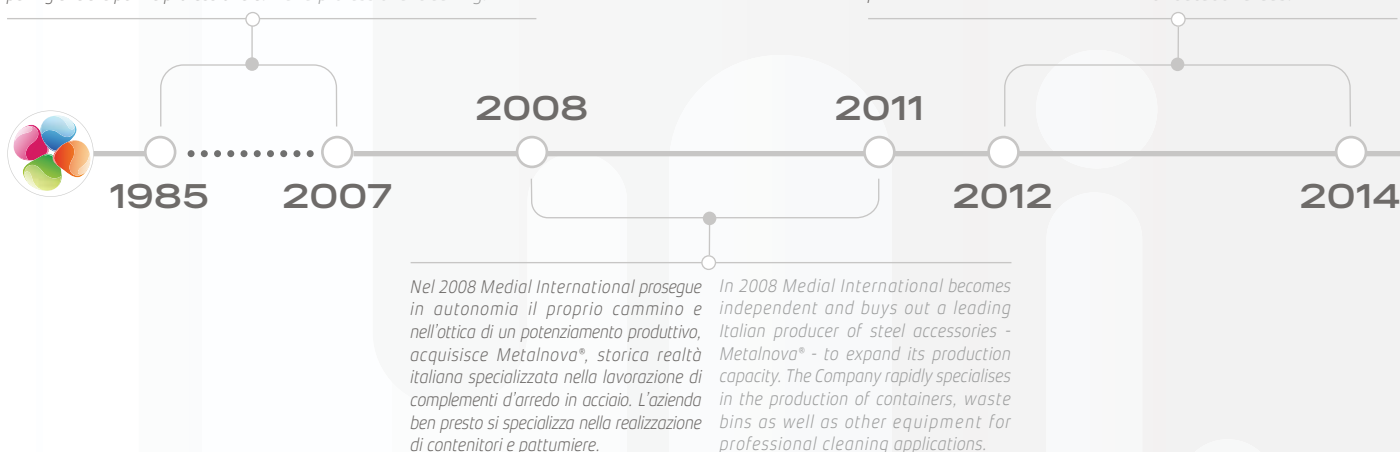 2008
2011
1985
2007
2012
2014
Nel 2008 Medial International prosegue
in autonomia il proprio cammino e
nell'ottica di un potenziamento produttivo,
acquisisce Metalnova®, storica realtà
italiana specializzata nella lavorazione di
complementi d'arredo in acciaio. L'azienda
ben presto si specializza nella realizzazione
di contenitori e pattumiere.
In 2008 Medial International becomes
independent and buys out a leading
Italian producer of steel accessories -
Metalnova® - to expand its production
capacity. The Company rapidly specialises
in the production of containers, waste
bins as well as other equipment for
professional cleaning applications.